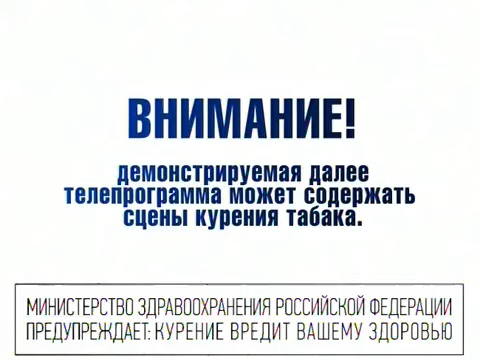 ВНИМАНИЕ!
демонстрируемая далее
телепрограмма может содержать
сцены курения табака.
МИНИСТЕРСТВО ЗДРАВООХРАНЕНИЯ РОССИЙСКОЙ ФЕДЕРАЦИИ
ПРЕДУПРЕЖДАЕТ: КУРЕНИЕ ВРЕДИТ ВАШЕМУ ЗДОРОВЬЮ